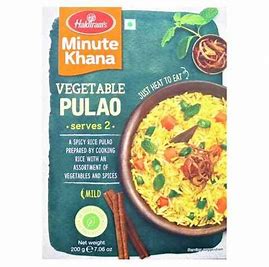 Haldiram's
Minute
Khana
VEGETABLE
PULAO
serves 2
JUST HEAT TO EAT
A SPICY RICE PULAO
PREPARED BY COOKING
RICE WITH AN
ASSORTMENT OF
VEGETABLES AND SPICES
MILD
Net weight
200 g ℮ 7.06 oz